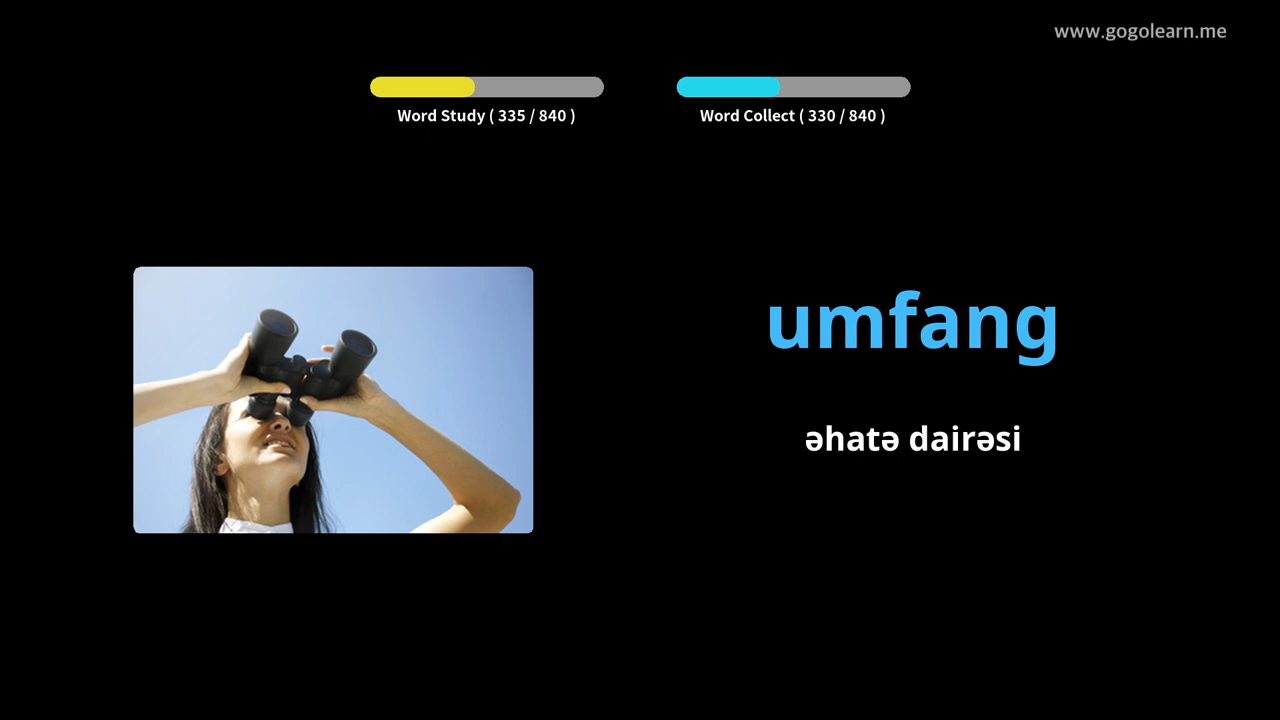 www.gogolearn.me
Word Study ( 335 / 840 )
Word Collect ( 330 / 840 )
umfang
əhatə dairəsi